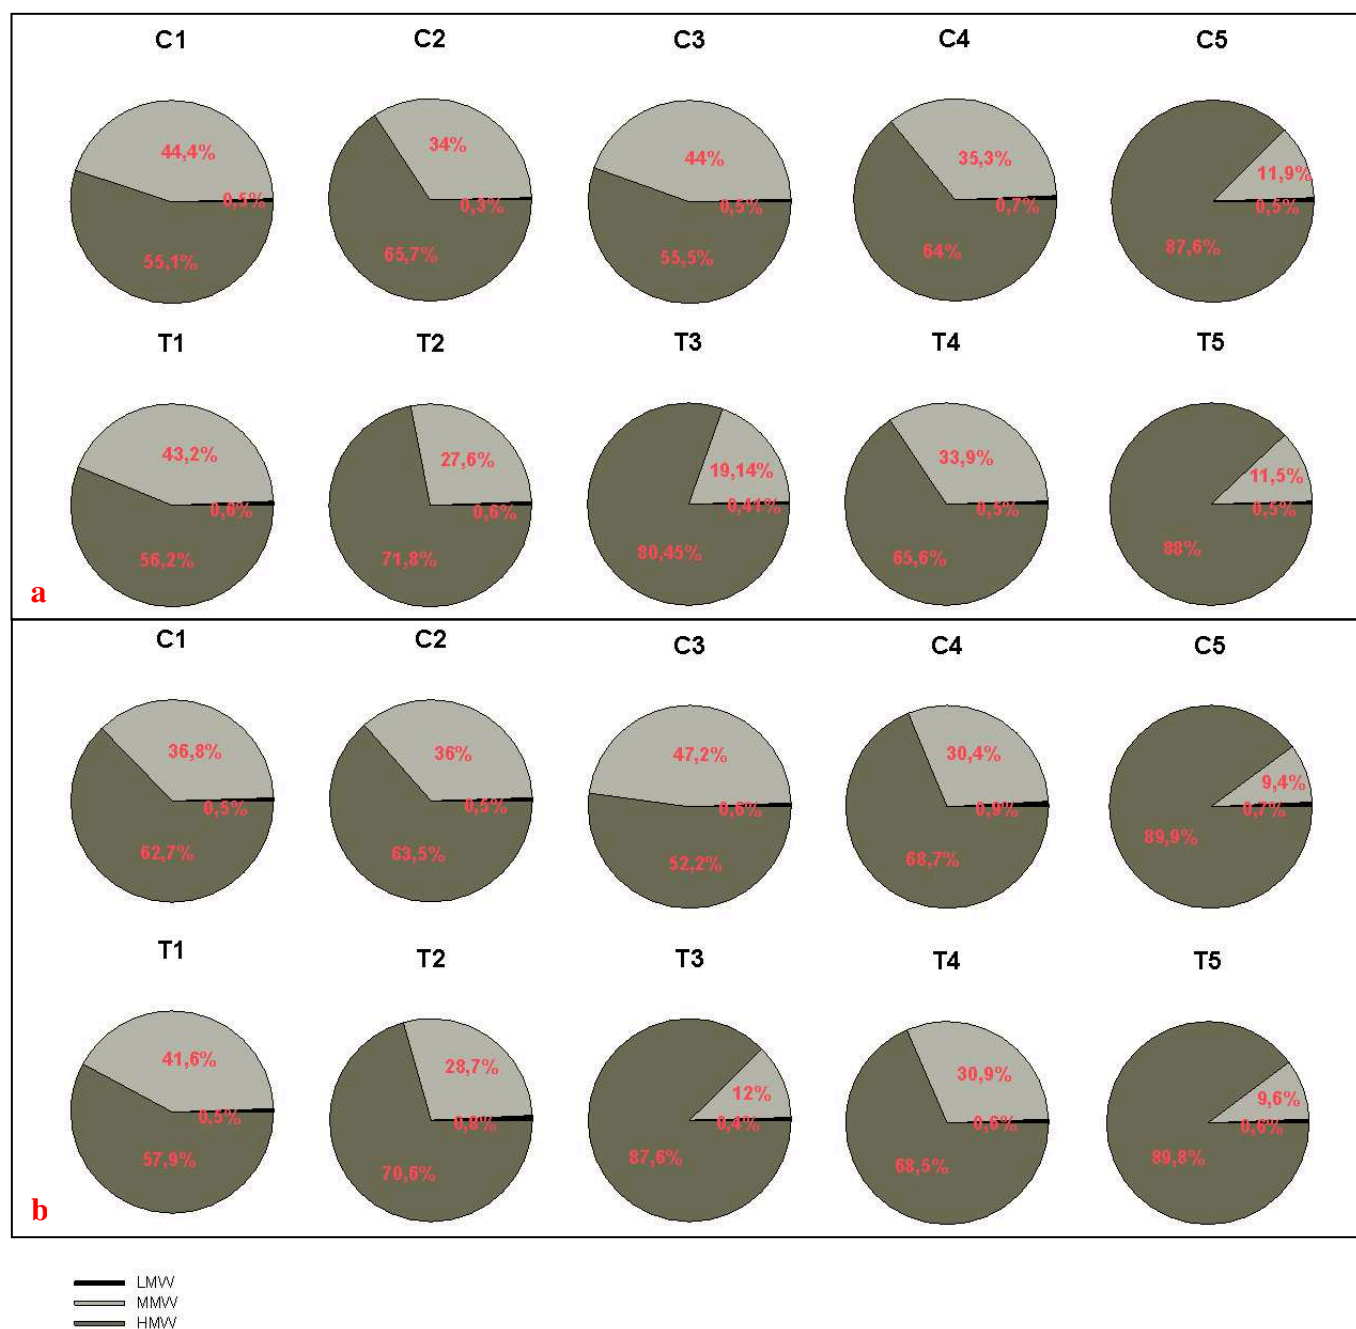 C1 C2 C3 C4 C5
44,4% 34% 44% 35,3% 11,9%
0,5% 0,3% 0,5% 0,7% 0,5%
55,1% 65,7% 55,5% 64% 87,6%
T1 T2 T3 T4 T5
43,2% 27,6% 19,14% 33,9% 11,5%
0,6% 0,6% 0,41% 0,5% 0,5%
56,2% 71,8% 80,45% 65,6% 88%
a
C1 C2 C3 C4 C5
36,8% 36% 47,2% 30,4% 9,4%
0,5% 0,5% 0,6% 0,9% 0,7%
62,7% 63,5% 52,2% 68,7% 89,9%
T1 T2 T3 T4 T5
41,6% 28,7% 12% 30,9% 9,6%
0,5% 0,8% 0,4% 0,6% 0,6%
57,9% 70,6% 87,6% 68,5% 89,8%
b
LMW
MMW
HMW